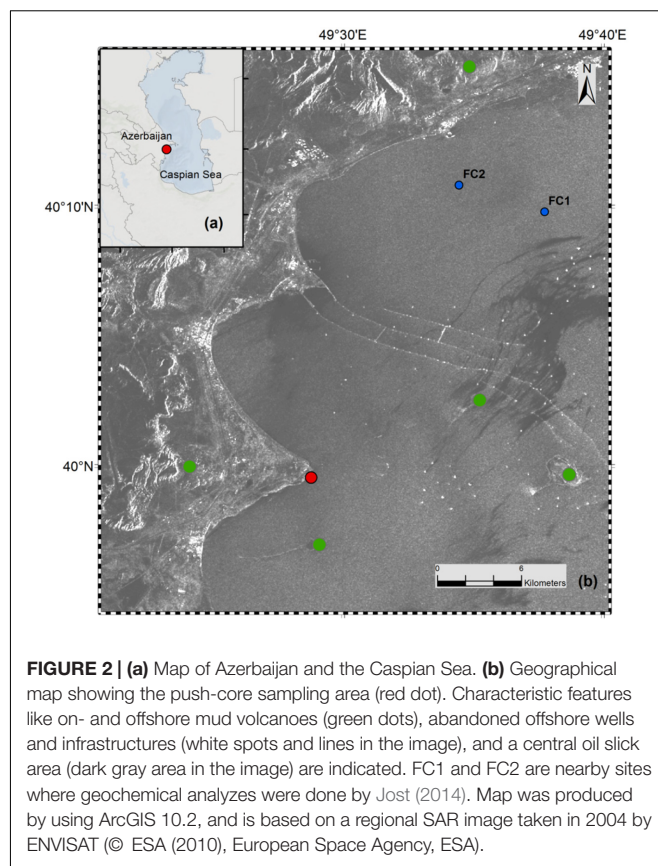 49°30'E 49°40'E
N
Azerbaijan
Caspian Sea
(a)
FC2
FC1
40°10'N
40°N
0 6
Kilometers
(b)
FIGURE 2 | (a) Map of Azerbaijan and the Caspian Sea. (b) Geographical
map showing the push-core sampling area (red dot). Characteristic features
like on- and offshore mud volcanoes (green dots), abandoned offshore wells
and infrastructures (white spots and lines in the image), and a central oil slick
area (dark gray area in the image) are indicated. FC1 and FC2 are nearby sites
where geochemical analyzes were done by Jost (2014). Map was produced
by using ArcGIS 10.2, and is based on a regional SAR image taken in 2004 by
ENVISAT (© ESA (2010), European Space Agency, ESA).